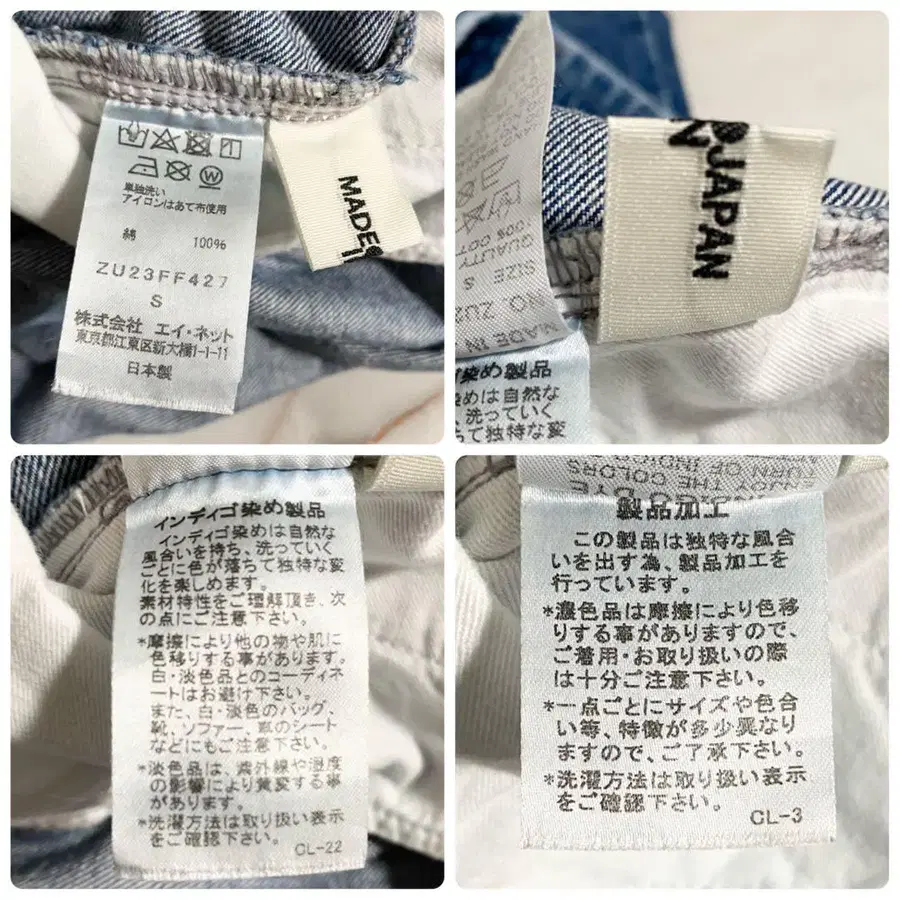 単独洗い
アイロンはあて布使用
綿 100%
ZU23FF427
S
株式会社 エイ・ネット
東京都江東区新大橋1-1-11
日本製
MADE
JAPAN
100% COT
QUALITY
SIZE S
NO. ZU2
MADE IN
ゴ染め製品
染めは自然な
、洗っていく
ちて独特な変
インディゴ染め製品
インディゴ染めは自然な
風合いを持ち、洗っていく
ごとに色が落ちて独特な変
化を楽しめます。
素材特性をご理解頂き、次
の点にご注意下さい。
*摩擦により他の物や肌に
色移りする事があります。
白・淡色品とのコーディネ
ートはお避け下さい。
また、白・淡色のバッグ、
靴、ソファー、車のシート
などにもご注意下さい。
*淡色品は、紫外線や湿度
の影響により黄変する事
があります。
*洗濯方法は取り扱い表示
をご確認下さい。
CL-22
ENJOY THE COLORS
TURN OF INDI
製品加工
この製品は独特な風合
いを出す為、製品加工を
行っています。
*濃色品は摩擦により色移
りする事がありますので、
ご着用・お取り扱いの際
は十分ご注意下さい。
*一点ごとにサイズや色合
い等、特徴が多少異なり
ますので、ご了承下さい。
*洗濯方法は取り扱い表示
をご確認下さい。
CL-3